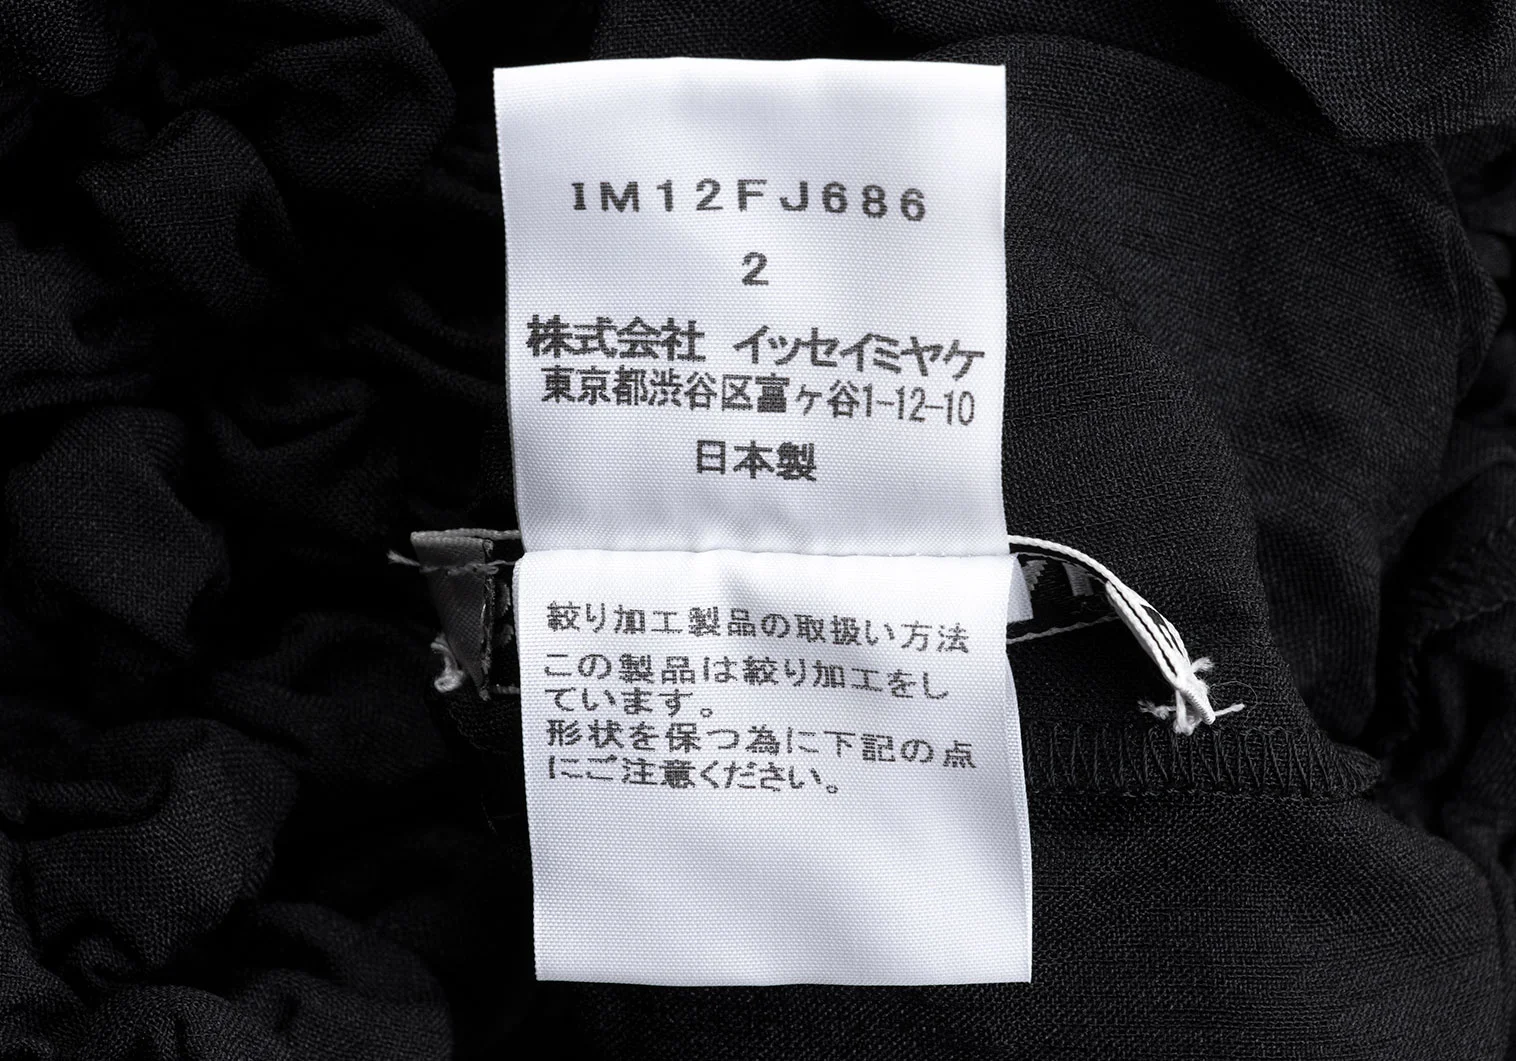 IM12FJ686
2
株式会社 イッセイミヤケ
東京都渋谷区富ヶ谷1-12-10
日本製
絞り加工製品の取扱い方法
この製品は絞り加工をし
ています。
形状を保つ為に下記の点
にご注意ください。